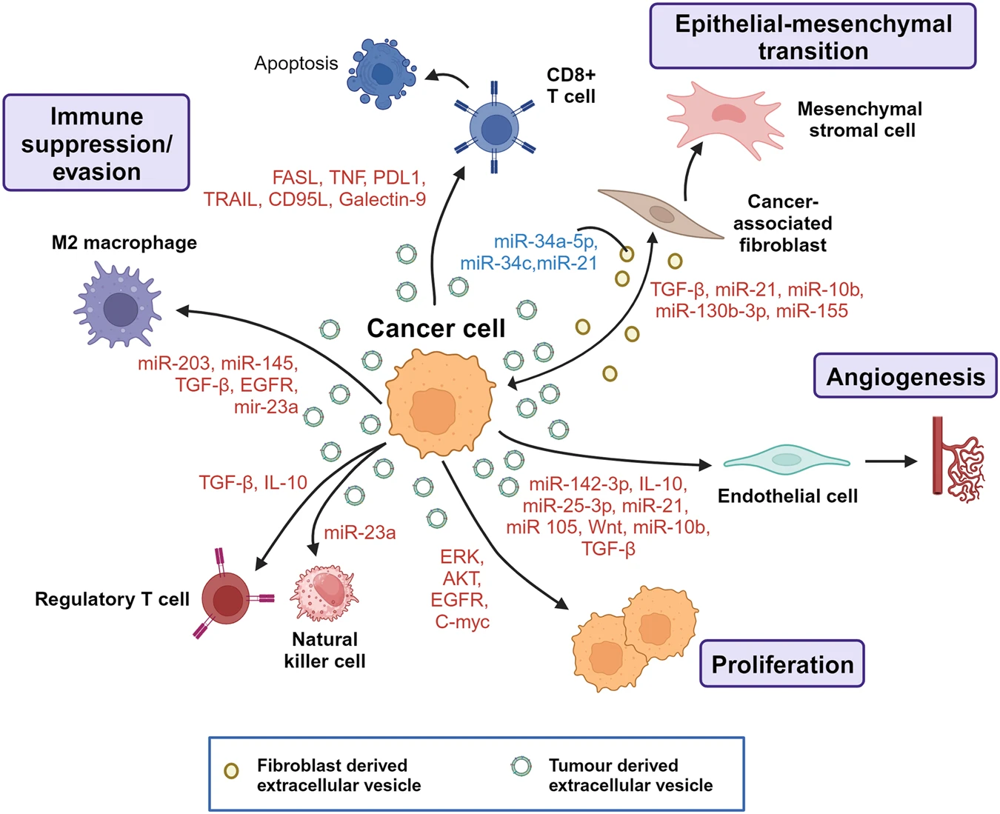 Epithelial-mesenchymal
transition
Apoptosis
CD8+
T cell
Mesenchymal
stromal cell
Immune
suppression/
evasion
FASL, TNF, PDL1,
TRAIL, CD95L, Galectin-9
Cancer-
associated
fibroblast
M2 macrophage
miR-34a-5p,
miR-34c,miR-21
TGF-β, miR-21, miR-10b,
miR-130b-3p, miR-155
Cancer cell
miR-203, miR-145,
TGF-β, EGFR,
mir-23a
Angiogenesis
TGF-β, IL-10
miR-23a
miR-142-3p, IL-10,
miR-25-3p, miR-21,
miR 105, Wnt, miR-10b,
TGF-β
Endothelial cell
ERK,
AKT,
EGFR,
C-myc
Regulatory T cell
Natural
killer cell
Proliferation
Fibroblast derived
extracellular vesicle
Tumour derived
extracellular vesicle